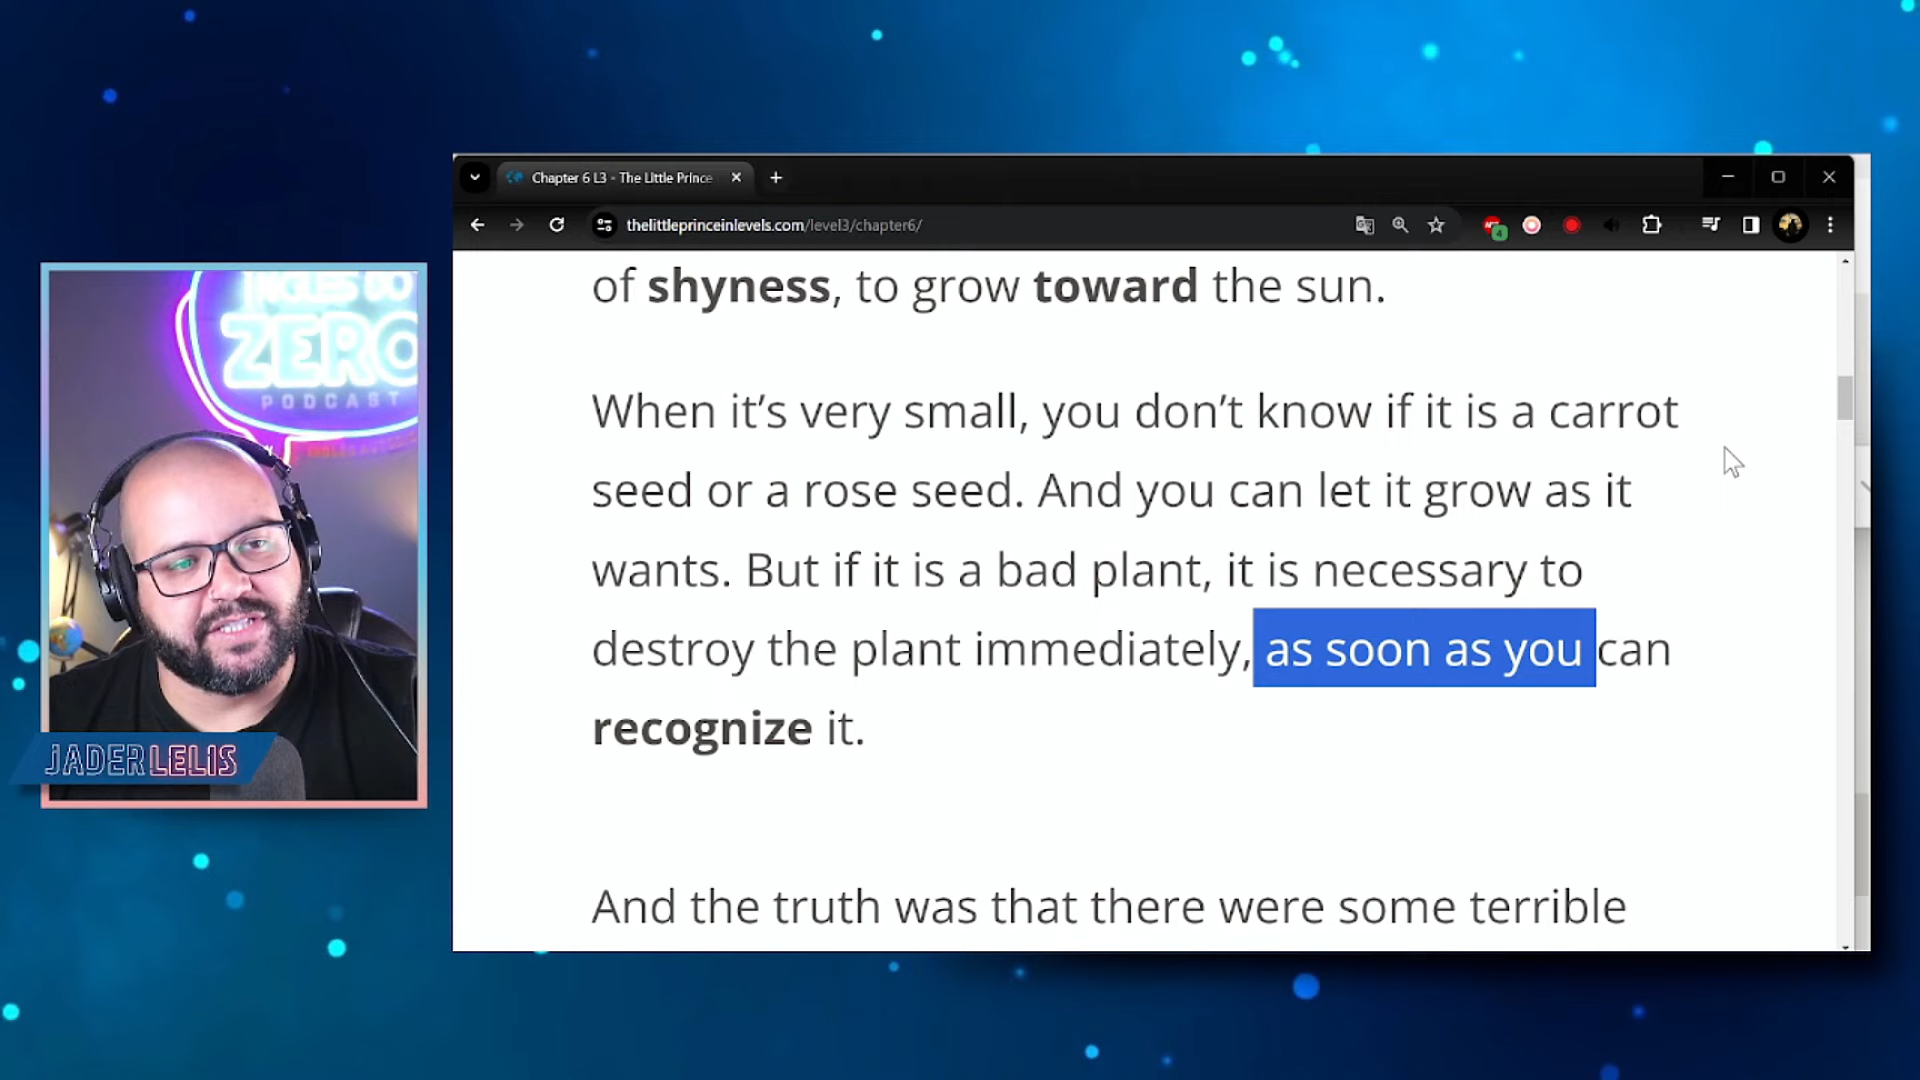 Chapter 6 L3 - The Little Prince
thelittleprinceinlevels.com/level3/chapter6/
4
of shyness, to grow toward the sun.
ZERO
PODCAST
When it's very small, you don't know if it is a carrot
seed or a rose seed. And you can let it grow as it
wants. But if it is a bad plant, it is necessary to
destroy the plant immediately, as soon as you can
recognize it.
JADERLELIS
And the truth was that there were some terrible